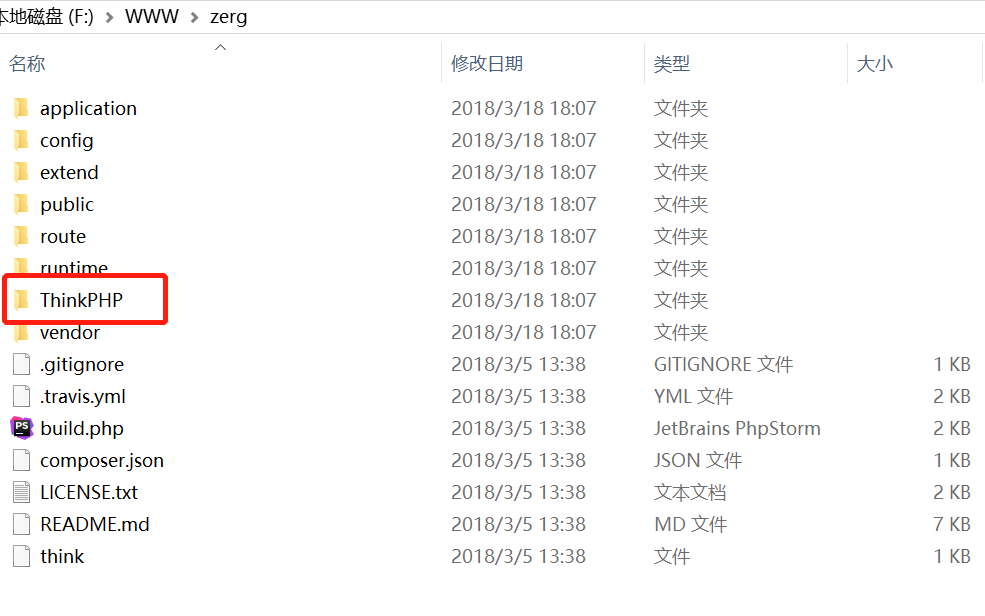 本地磁盘 (F:) > WWW > zerg
名称 修改日期 类型 大小
application 2018/3/18 18:07 文件夹
config 2018/3/18 18:07 文件夹
extend 2018/3/18 18:07 文件夹
public 2018/3/18 18:07 文件夹
route 2018/3/18 18:07 文件夹
runtime 2018/3/18 18:07 文件夹
ThinkPHP 2018/3/18 18:07 文件夹
vendor 2018/3/18 18:07 文件夹
.gitignore 2018/3/5 13:38 GITIGNORE 文件 1 KB
.travis.yml 2018/3/5 13:38 YML 文件 2 KB
PS build.php 2018/3/5 13:38 JetBrains PhpStorm 2 KB
composer.json 2018/3/5 13:38 JSON 文件 1 KB
LICENSE.txt 2018/3/5 13:38 文本文档 2 KB
README.md 2018/3/5 13:38 MD 文件 7 KB
think 2018/3/5 13:38 文件 1 KB